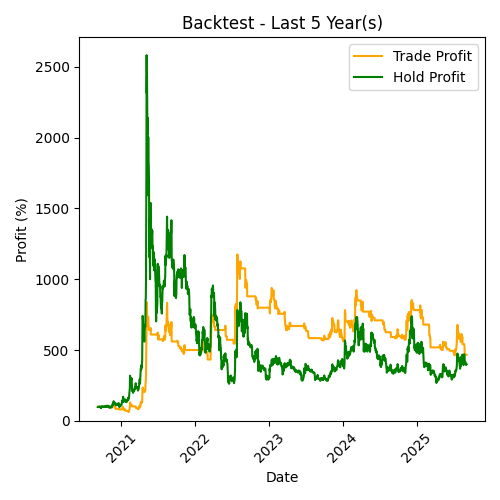 Backtest - Last 5 Year(s)
Trade Profit
Hold Profit
Profit (%)
2500
2000
1500
1000
500
0
2021
2022
2023
2024
2025
Date